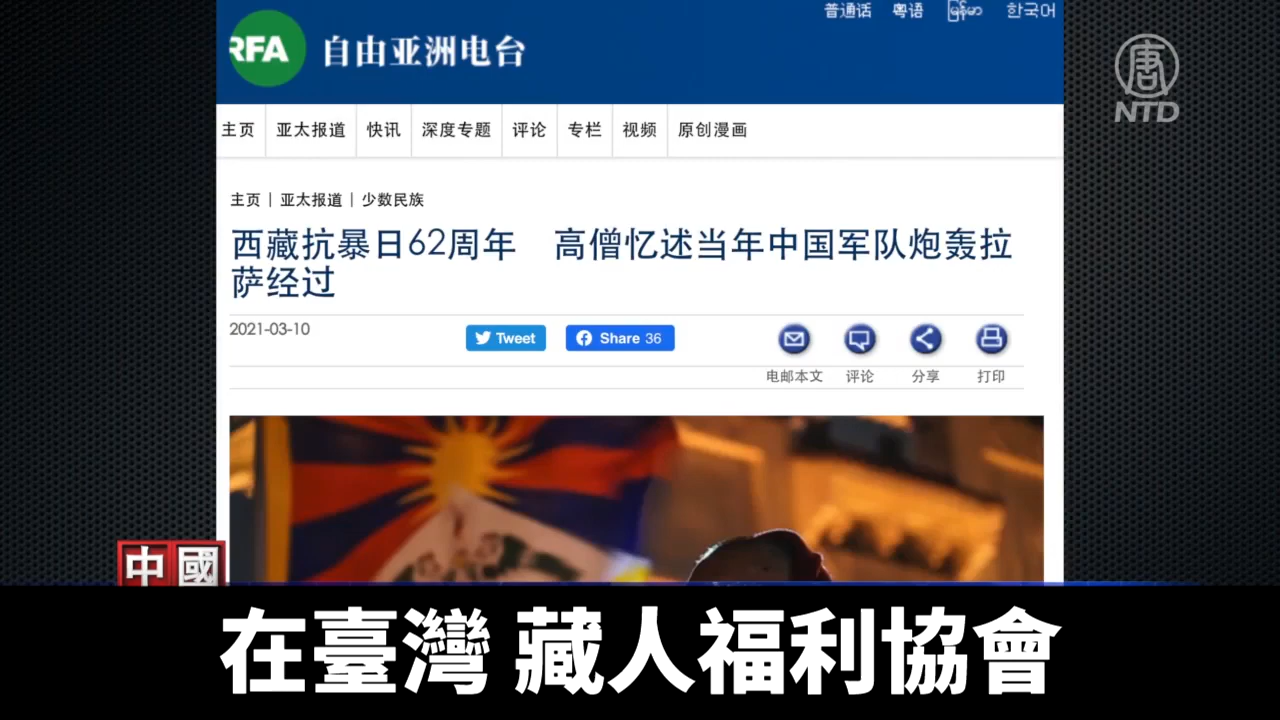 普通话 粤语 မြန်မာ 한국어
RFA 自由亚洲电台
唐
NTD
主页 亚太报道 快讯 深度专题 评论 专栏 视频 原创漫画
主页 | 亚太报道 | 少数民族
西藏抗暴日62周年 高僧忆述当年中国军队炮轰拉
萨经过
2021-03-10
Tweet Share 36
电邮本文 评论 分享 打印
中國
在臺灣 藏人福利協會